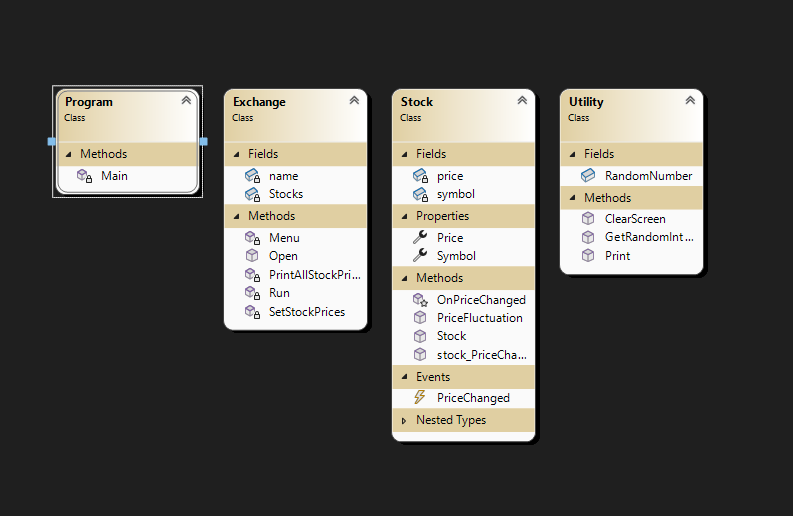 Program
Class
Methods
Main
Exchange
Class
Fields
name
Stocks
Methods
Menu
Open
PrintAllStockPri...
Run
SetStockPrices
Stock
Class
Fields
price
symbol
Properties
Price
Symbol
Methods
OnPriceChanged
PriceFluctuation
Stock
stock_PriceCha...
Events
PriceChanged
Nested Types
Utility
Class
Fields
RandomNumber
Methods
ClearScreen
GetRandomInt...
Print